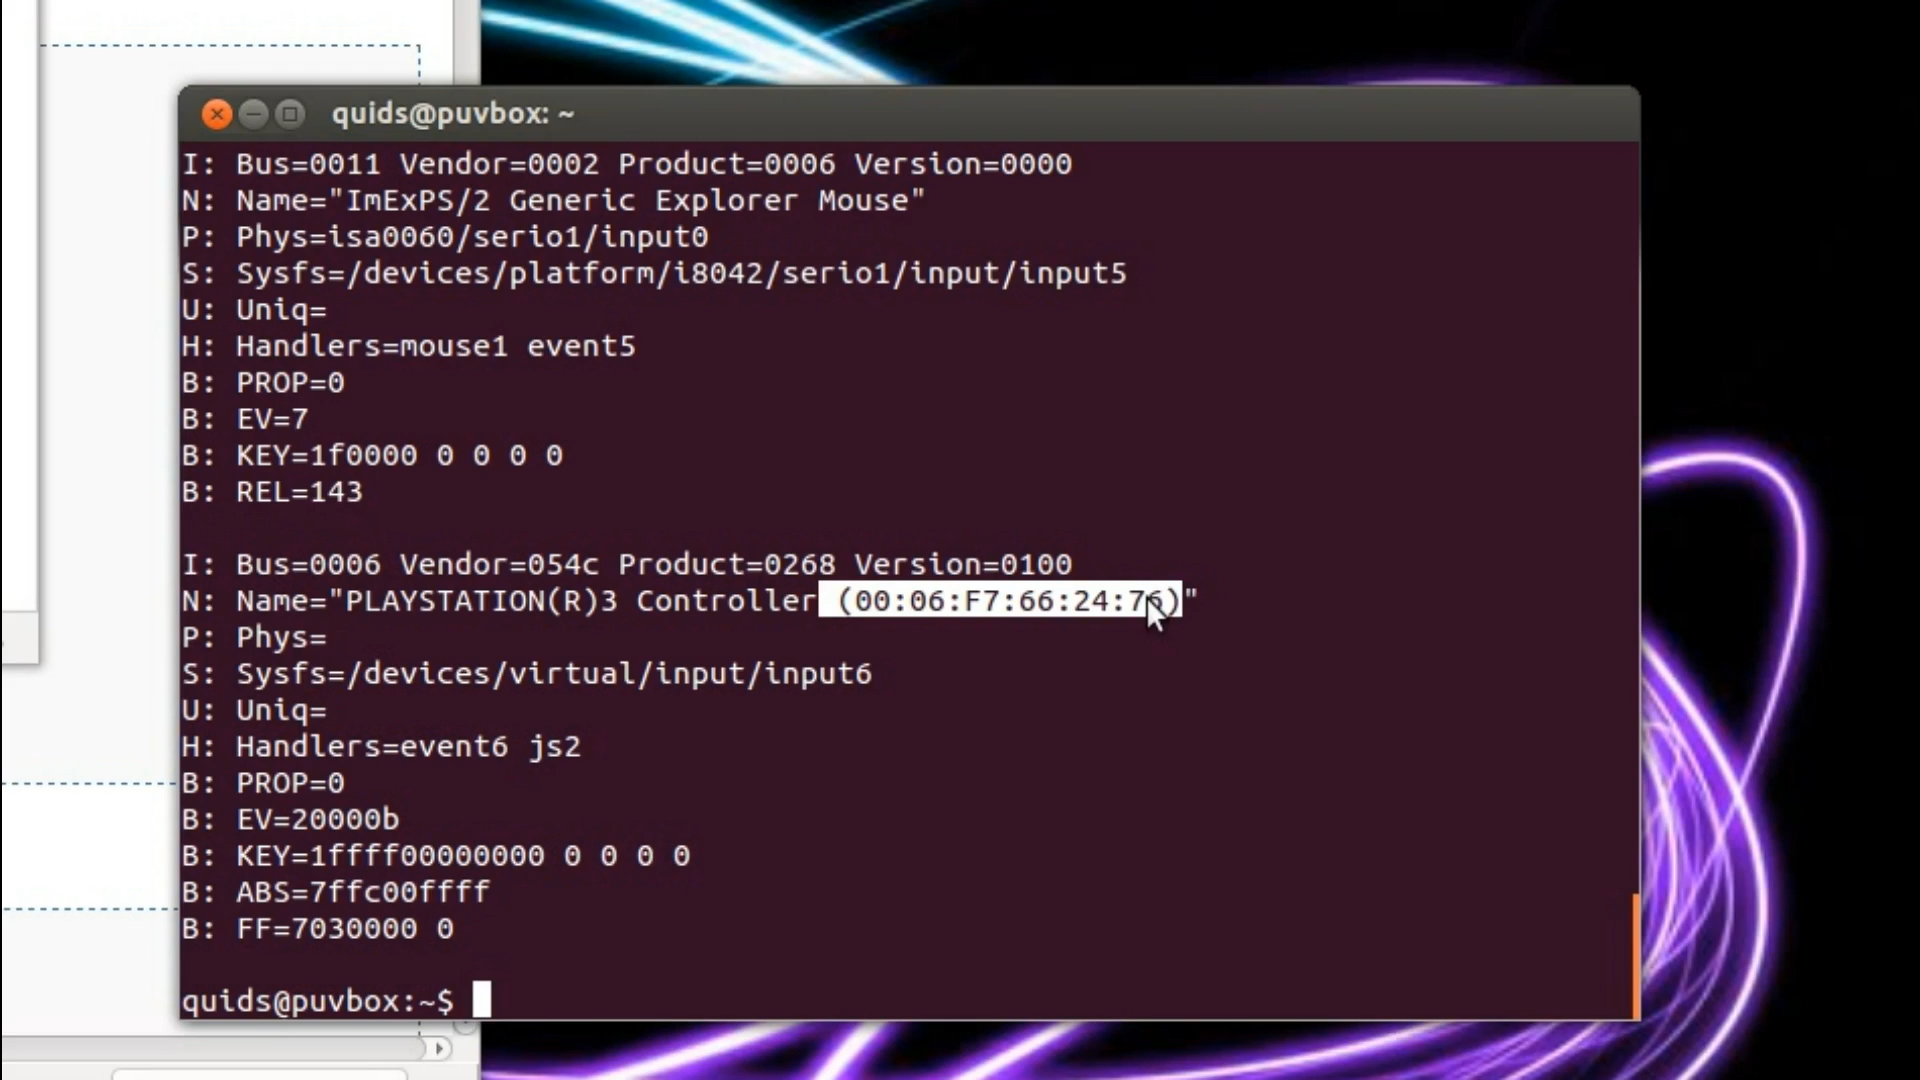 quids@puvbox: ~
I: Bus=0011 Vendor=0002 Product=0006 Version=0000
N: Name="ImExPS/2 Generic Explorer Mouse"
P: Phys=isa0060/serio1/input0
S: Sysfs=/devices/platform/i8042/serio1/input/input5
U: Uniq=
H: Handlers=mouse1 event5
B: PROP=0
B: EV=7
B: KEY=1f0000 0 0 0 0
B: REL=143
I: Bus=0006 Vendor=054c Product=0268 Version=0100
N: Name="PLAYSTATION(R)3 Controller (00:06:F7:66:24:76)"
P: Phys=
S: Sysfs=/devices/virtual/input/input6
U: Uniq=
H: Handlers=event6 js2
B: PROP=0
B: EV=20000b
B: KEY=1ffff00000000 0 0 0 0
B: ABS=7ffc00ffff
B: FF=7030000 0
quids@puvbox:~$